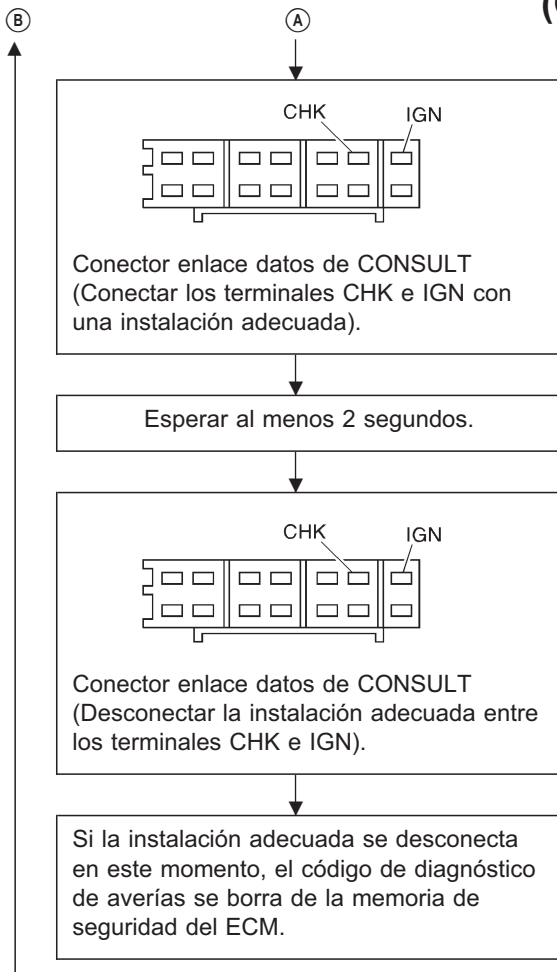 B
A
CHK IGN
Conector enlace datos de CONSULT
(Conectar los terminales CHK e IGN con
una instalación adecuada).
Esperar al menos 2 segundos.
CHK IGN
Conector enlace datos de CONSULT
(Desconectar la instalación adecuada entre
los terminales CHK e IGN).
Si la instalación adecuada se desconecta
en este momento, el código de diagnóstico
de averías se borra de la memoria de
seguridad del ECM.